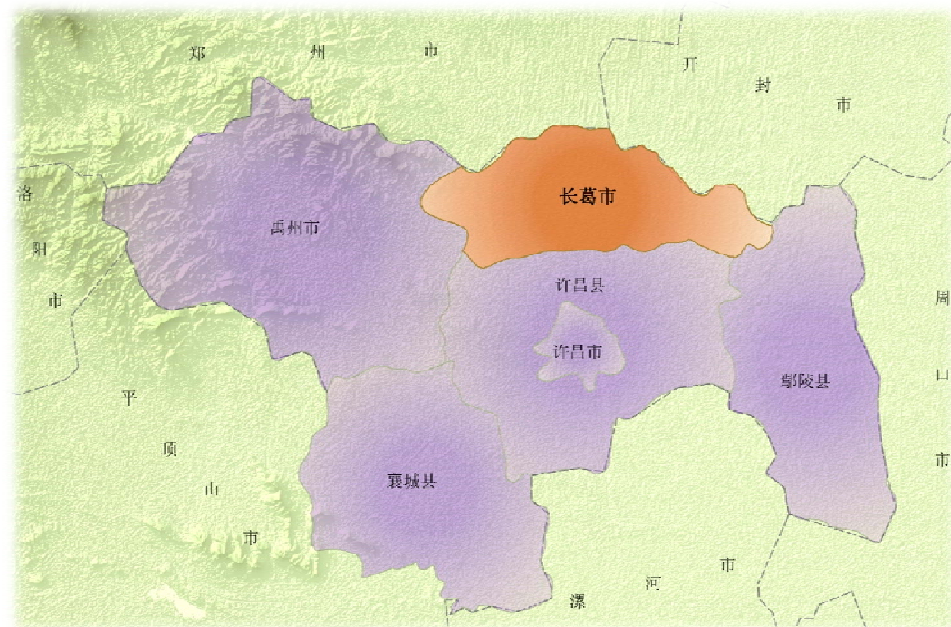 郑州市
开封市
洛阳市
长葛市
禹州市
许昌县
许昌市
鄢陵县
周口市
平顶山市
襄城县
漯河市